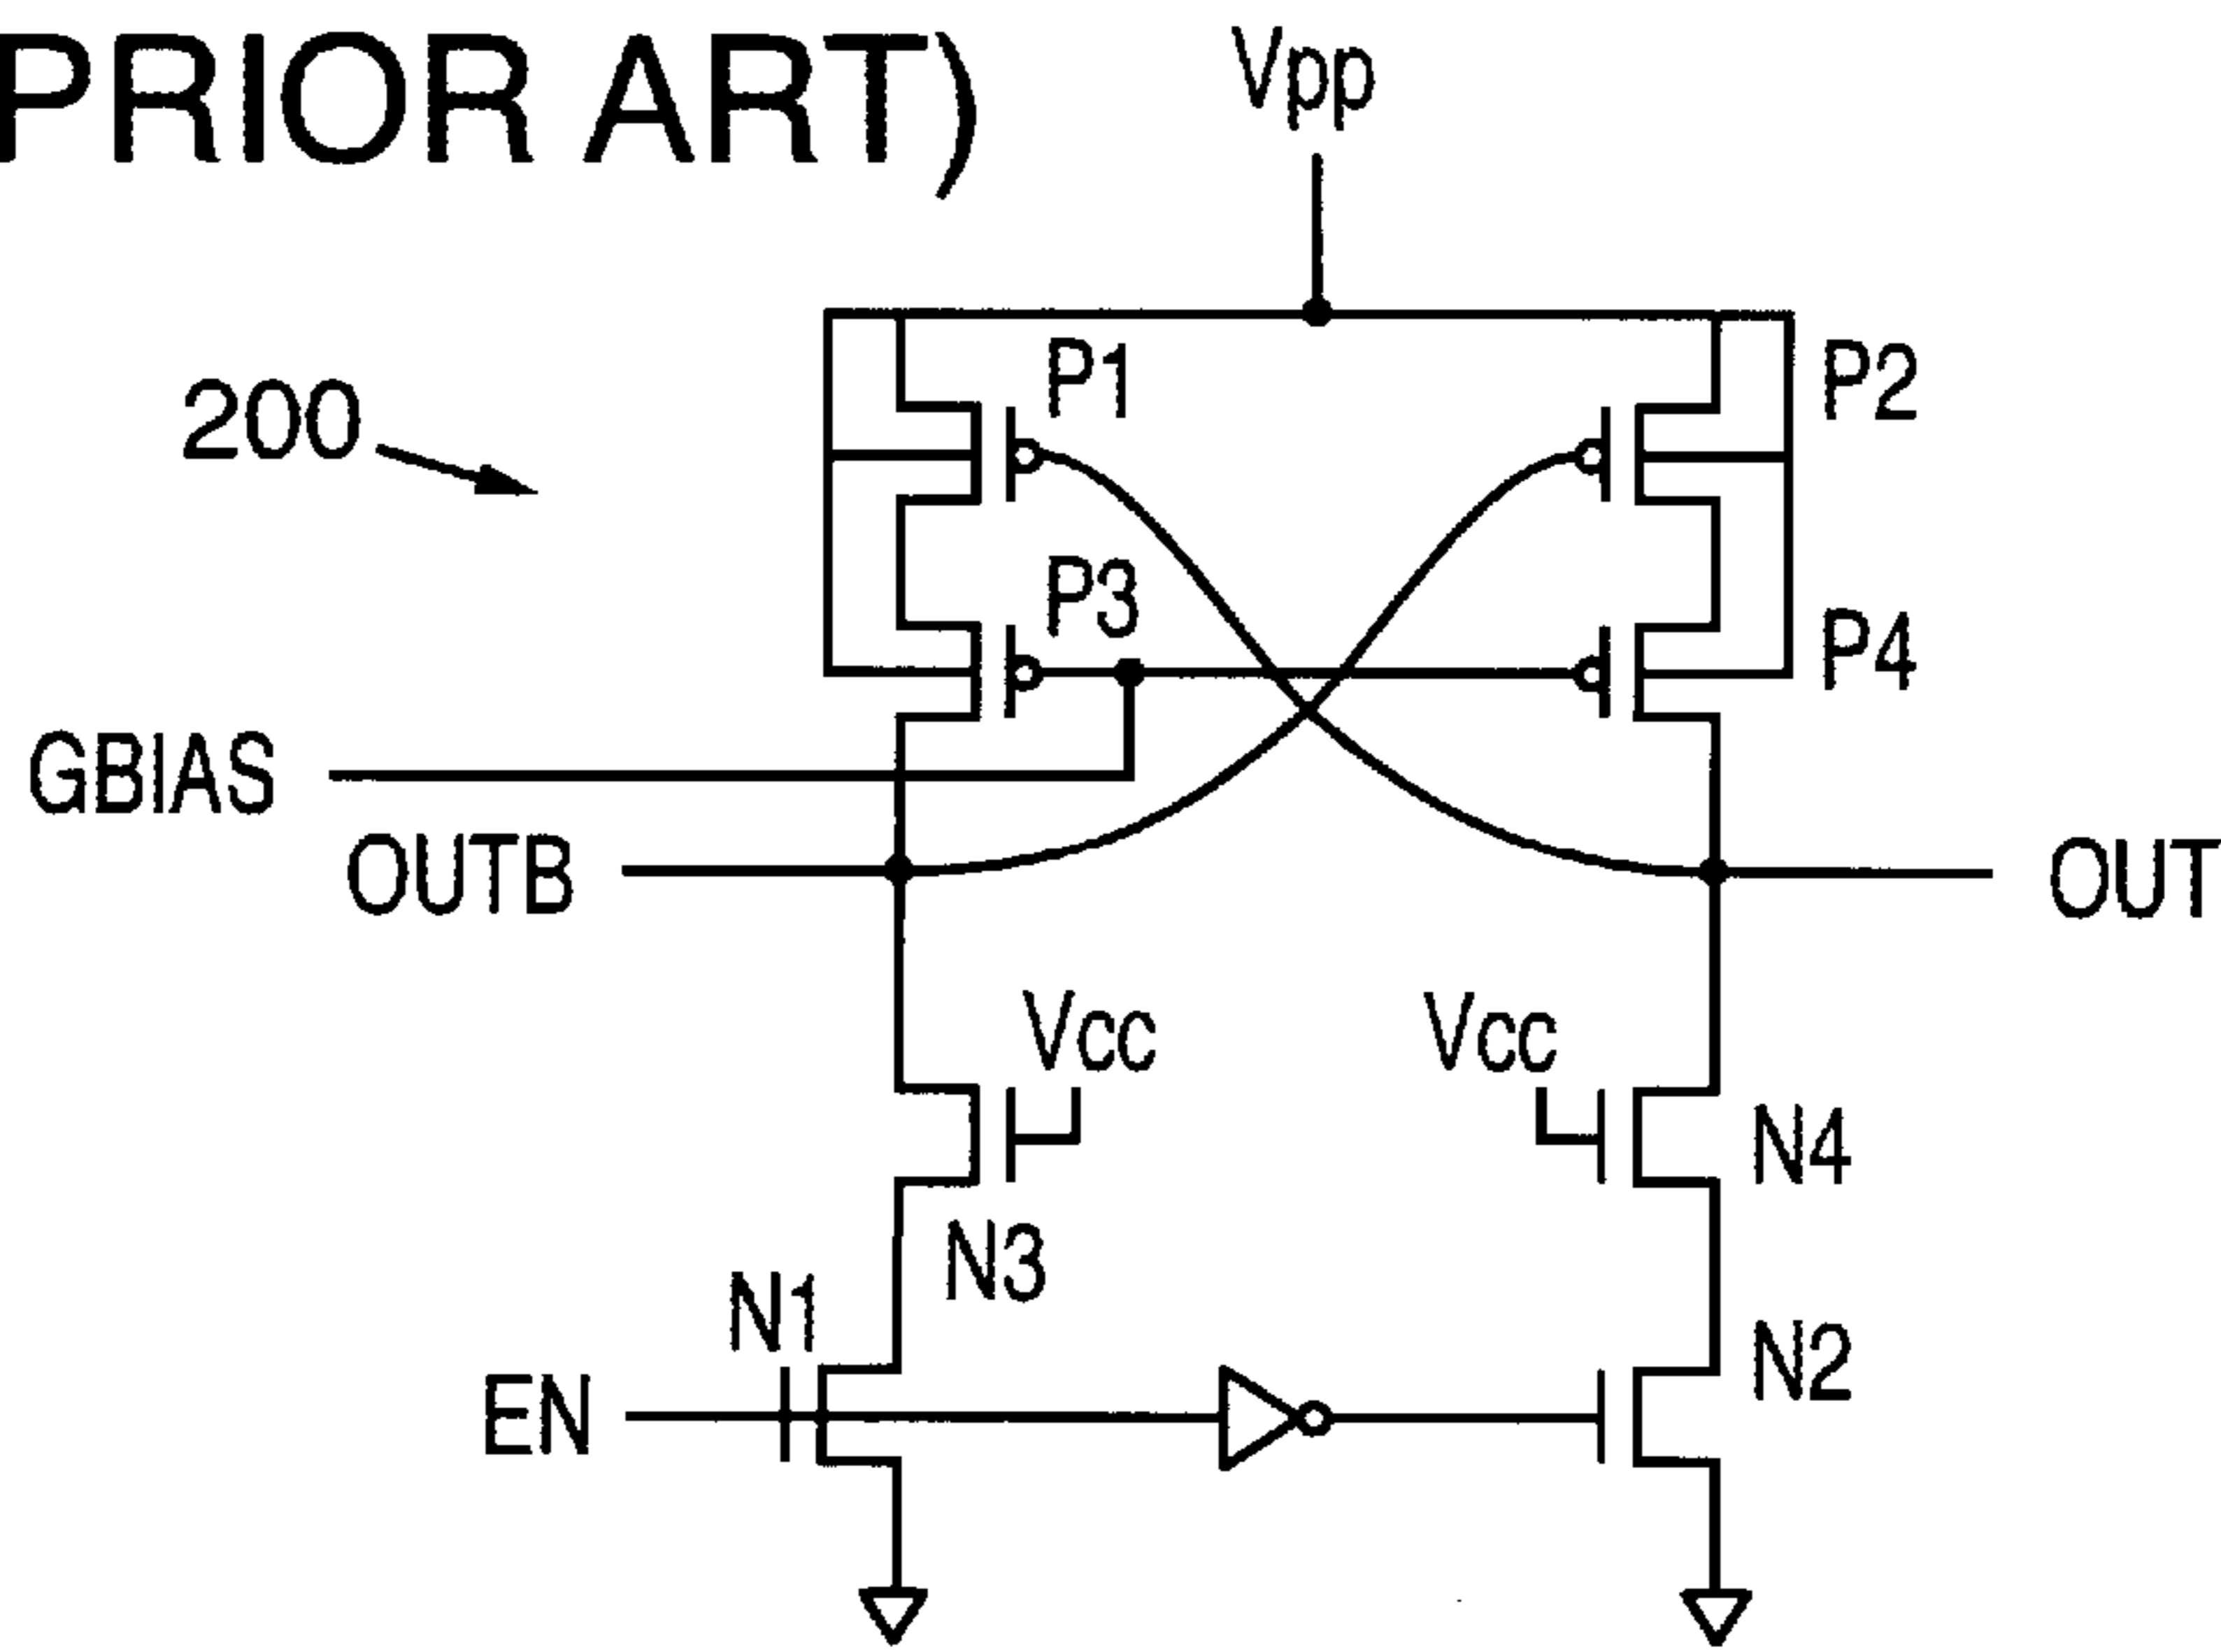 PRIOR ART)
Vpp
200
P1
P2
P3
P4
GBIAS
OUTB
OUT
Vcc
Vcc
N4
N3
N1
N2
EN